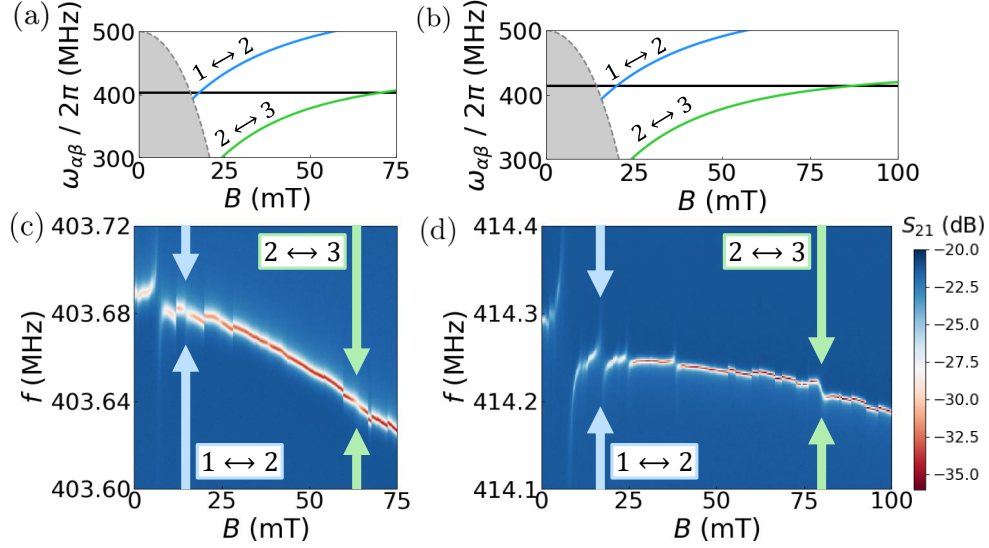 (a)
500
400
300
ω_αβ / 2π (MHz)
1 ⟷ 2
2 ⟷ 3
0
25
50
75
B (mT)
(b)
500
400
300
ω_αβ / 2π (MHz)
1 ⟷ 2
2 ⟷ 3
0
25
50
75
100
B (mT)
(c)
403.72
403.68
403.64
403.60
f (MHz)
2 ⟷ 3
1 ⟷ 2
0
25
50
75
B (mT)
(d)
414.4
414.3
414.2
414.1
f (MHz)
2 ⟷ 3
1 ⟷ 2
0
25
50
75
100
B (mT)
S₂₁ (dB)
−20.0
−22.5
−25.0
−27.5
−30.0
−32.5
−35.0